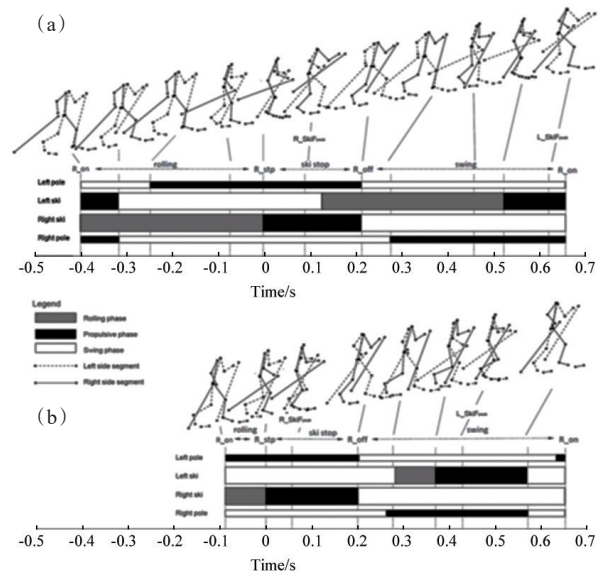 (a)
R_SkiFpeak
L_SkiFpeak
R_on rolling R_stp ski stop R_off swing R_on
Left pole
Left ski
Right ski
Right pole
-0.5 -0.4 -0.3 -0.2 -0.1 0 0.1 0.2 0.3 0.4 0.5 0.6 0.7
Time/s
Legend
Rolling phase
Propulsive phase
Swing phase
Left side segment
Right side segment
(b)
R_SkiFpeak
L_SkiFpeak
rolling ski stop swing
R_on R_stp R_off R_on
Left pole
Left ski
Right ski
Right pole
-0.5 -0.4 -0.3 -0.2 -0.1 0 0.1 0.2 0.3 0.4 0.5 0.6 0.7
Time/s